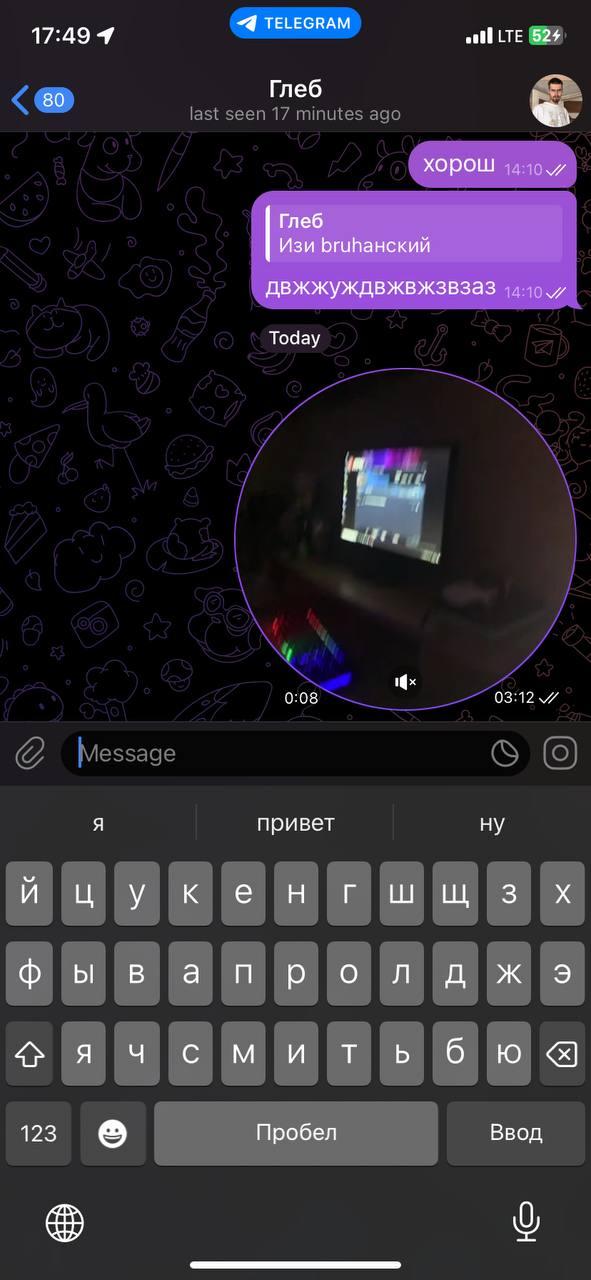 17:49
TELEGRAM
LTE
52
80
Глеб
last seen 17 minutes ago
хорош 14:10
Глеб
Изи bruhанский
двжжуждвжвжзвзаз 14:10
Today
0:08
03:12
Message
я привет ну
й ц у к е н г ш щ з х
ф ы в а п р о л д ж э
я ч с м и т ь б ю
123 Пробел Ввод